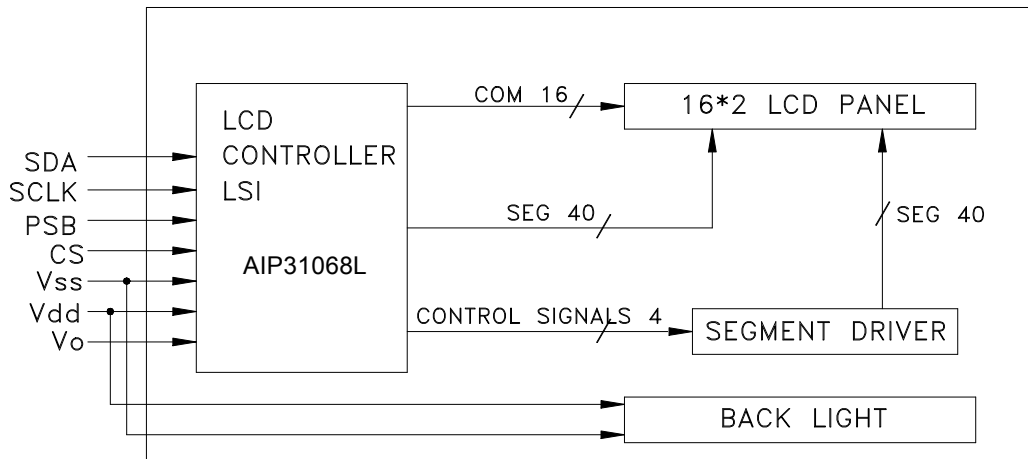 SDA
SCLK
PSB
CS
Vss
Vdd
Vo
LCD
CONTROLLER
LSI
AIP31068L
COM 16
SEG 40
CONTROL SIGNALS 4
16*2 LCD PANEL
SEG 40
SEGMENT DRIVER
BACK LIGHT